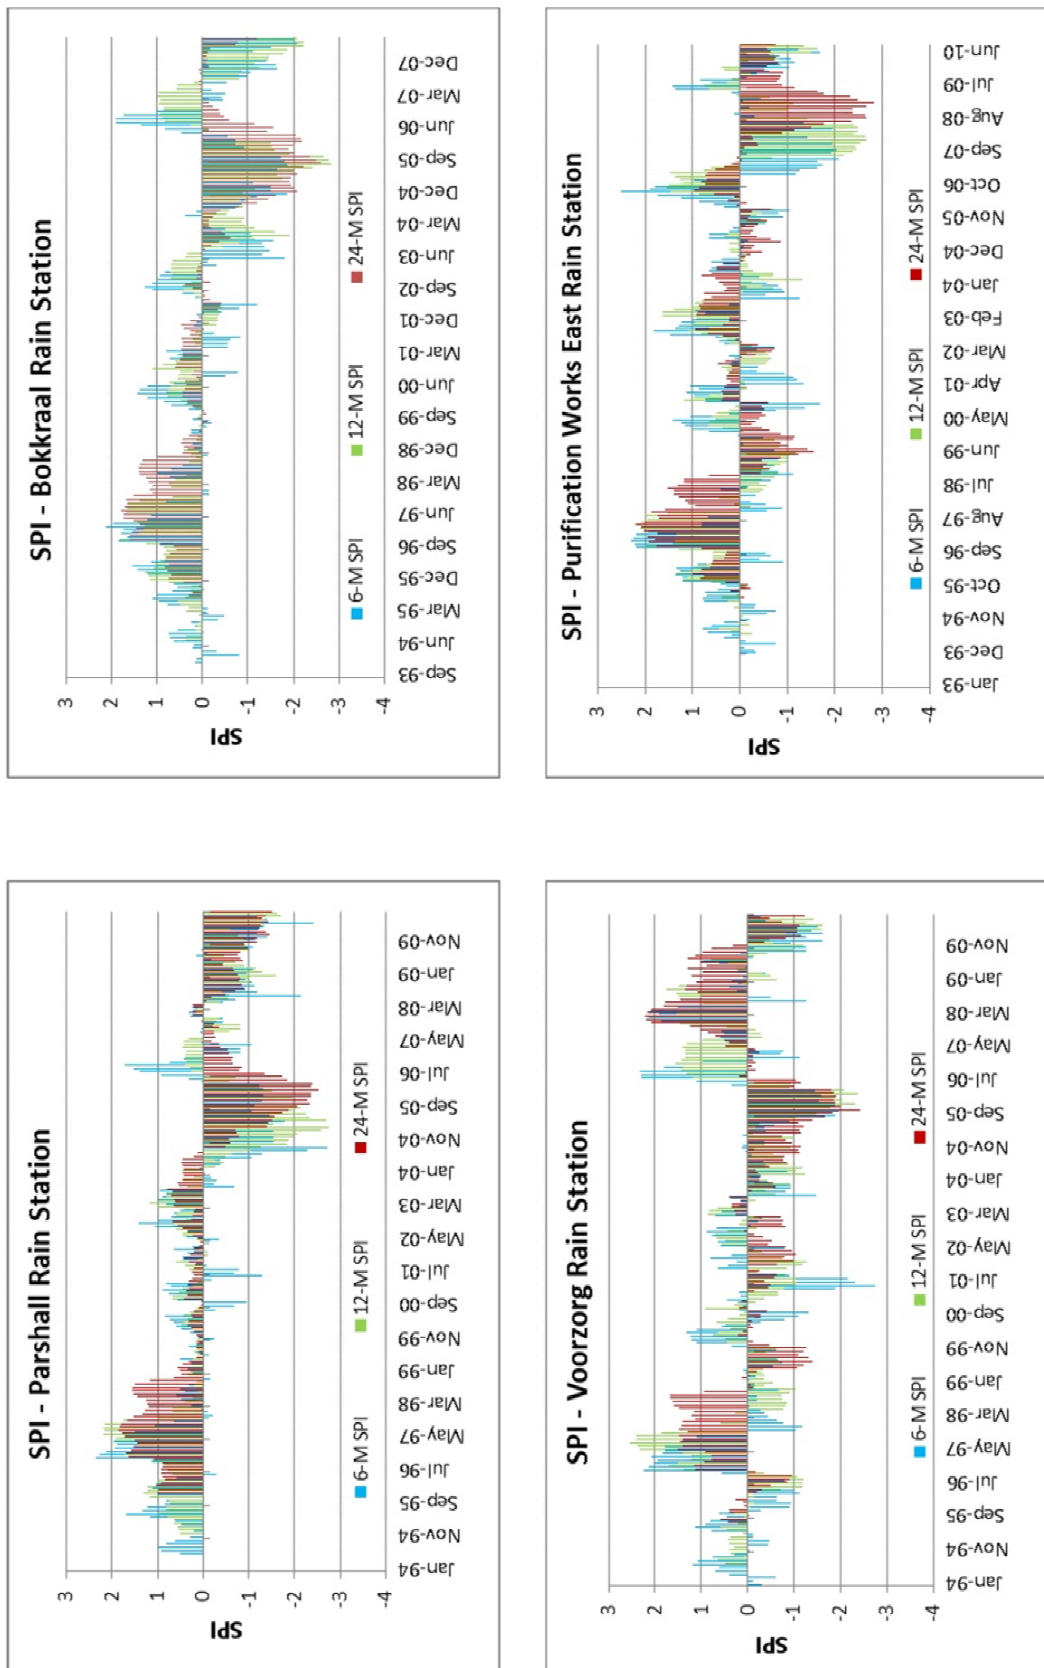 SPI - Parshall Rain Station
SPI
3
2
1
0
-1
-2
-3
-4
Jan-94
Nov-94
Sep-95
Jul-96
May-97
Mar-98
Jan-99
Nov-99
Sep-00
Jul-01
May-02
Mar-03
Jan-04
Nov-04
Sep-05
Jul-06
May-07
Mar-08
Jan-09
Nov-09
6-M SPI 12-M SPI 24-M SPI
SPI - Bokkraal Rain Station
SPI
3
2
1
0
-1
-2
-3
-4
Sep-93
Jun-94
Mar-95
Dec-95
Sep-96
Jun-97
Mar-98
Dec-98
Sep-99
Jun-00
Mar-01
Dec-01
Sep-02
Jun-03
Mar-04
Dec-04
Sep-05
Jun-06
Mar-07
Dec-07
6-M SPI 12-M SPI 24-M SPI
SPI - Voorzorg Rain Station
SPI
3
2
1
0
-1
-2
-3
-4
Jan-94
Nov-94
Sep-95
Jul-96
May-97
Mar-98
Jan-99
Nov-99
Sep-00
Jul-01
May-02
Mar-03
Jan-04
Nov-04
Sep-05
Jul-06
May-07
Mar-08
Jan-09
Nov-09
6-M SPI 12-M SPI 24-M SPI
SPI - Purification Works East Rain Station
SPI
3
2
1
0
-1
-2
-3
-4
Jan-93
Dec-93
Nov-94
Oct-95
Sep-96
Aug-97
Jul-98
Jun-99
May-00
Apr-01
Mar-02
Feb-03
Jan-04
Dec-04
Nov-05
Oct-06
Sep-07
Aug-08
Jul-09
Jun-10
6-M SPI 12-M SPI 24-M SPI